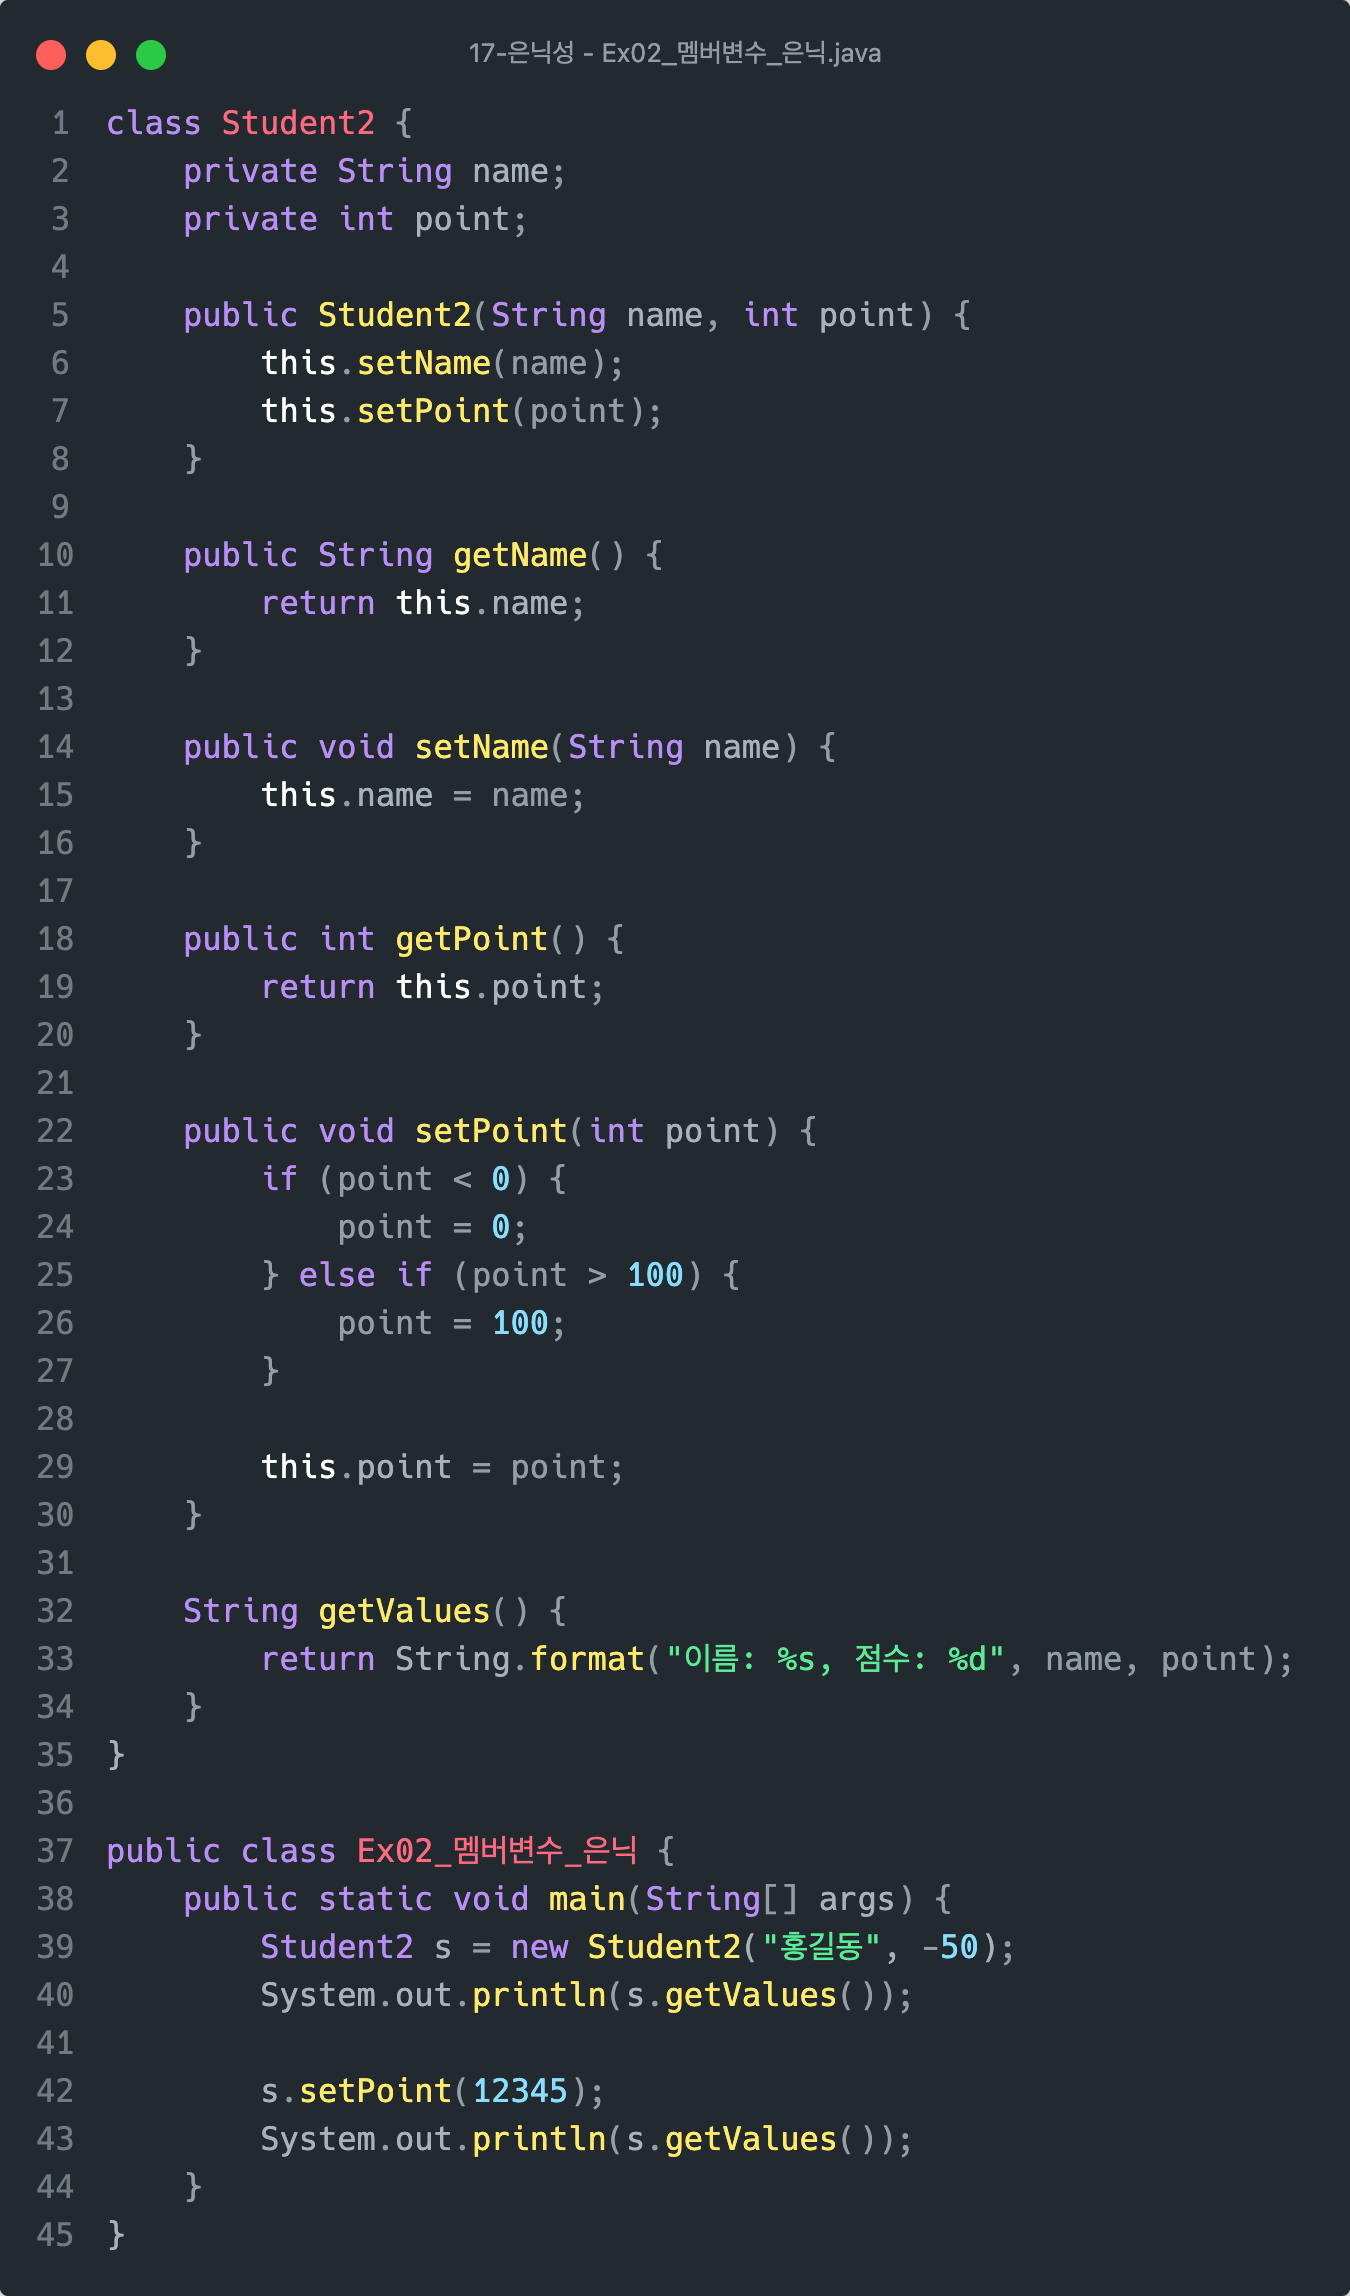 17-은닉성 - Ex02_멤버변수_은닉.java
1 class Student2 {
2     private String name;
3     private int point;
4
5     public Student2(String name, int point) {
6         this.setName(name);
7         this.setPoint(point);
8     }
9
10     public String getName() {
11         return this.name;
12     }
13
14     public void setName(String name) {
15         this.name = name;
16     }
17
18     public int getPoint() {
19         return this.point;
20     }
21
22     public void setPoint(int point) {
23         if (point < 0) {
24             point = 0;
25         } else if (point > 100) {
26             point = 100;
27         }
28
29         this.point = point;
30     }
31
32     String getValues() {
33         return String.format("이름: %s, 점수: %d", name, point);
34     }
35 }
36
37 public class Ex02_멤버변수_은닉 {
38     public static void main(String[] args) {
39         Student2 s = new Student2("홍길동", -50);
40         System.out.println(s.getValues());
41
42         s.setPoint(12345);
43         System.out.println(s.getValues());
44     }
45 }